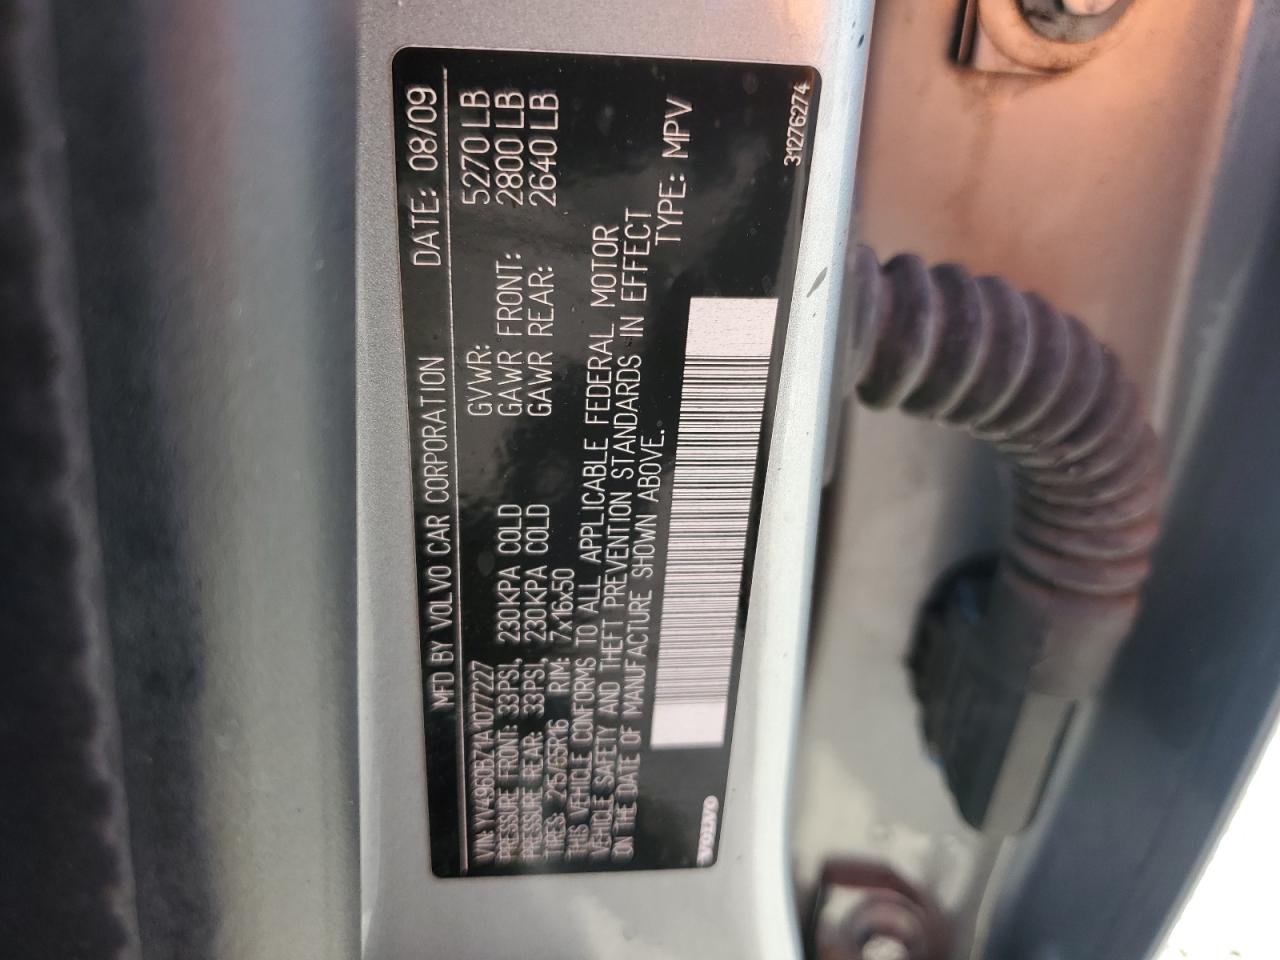 MFD BY VOLVO CAR CORPORATION DATE: 08/09
VIN: YV4960BZ1A1077227 GVWR: 5270 LB
PRESSURE FRONT: 33PSI, 230KPA COLD GAWR FRONT: 2800 LB
PRESSURE REAR: 33PSI, 230KPA COLD GAWR REAR: 2640 LB
TIRES: 215/65R16 RIM: 7x16x50
THIS VEHICLE CONFORMS TO ALL APPLICABLE FEDERAL MOTOR
VEHICLE SAFETY AND THEFT PREVENTION STANDARDS IN EFFECT
ON THE DATE OF MANUFACTURE SHOWN ABOVE. TYPE: MPV
VOLVO 31276274